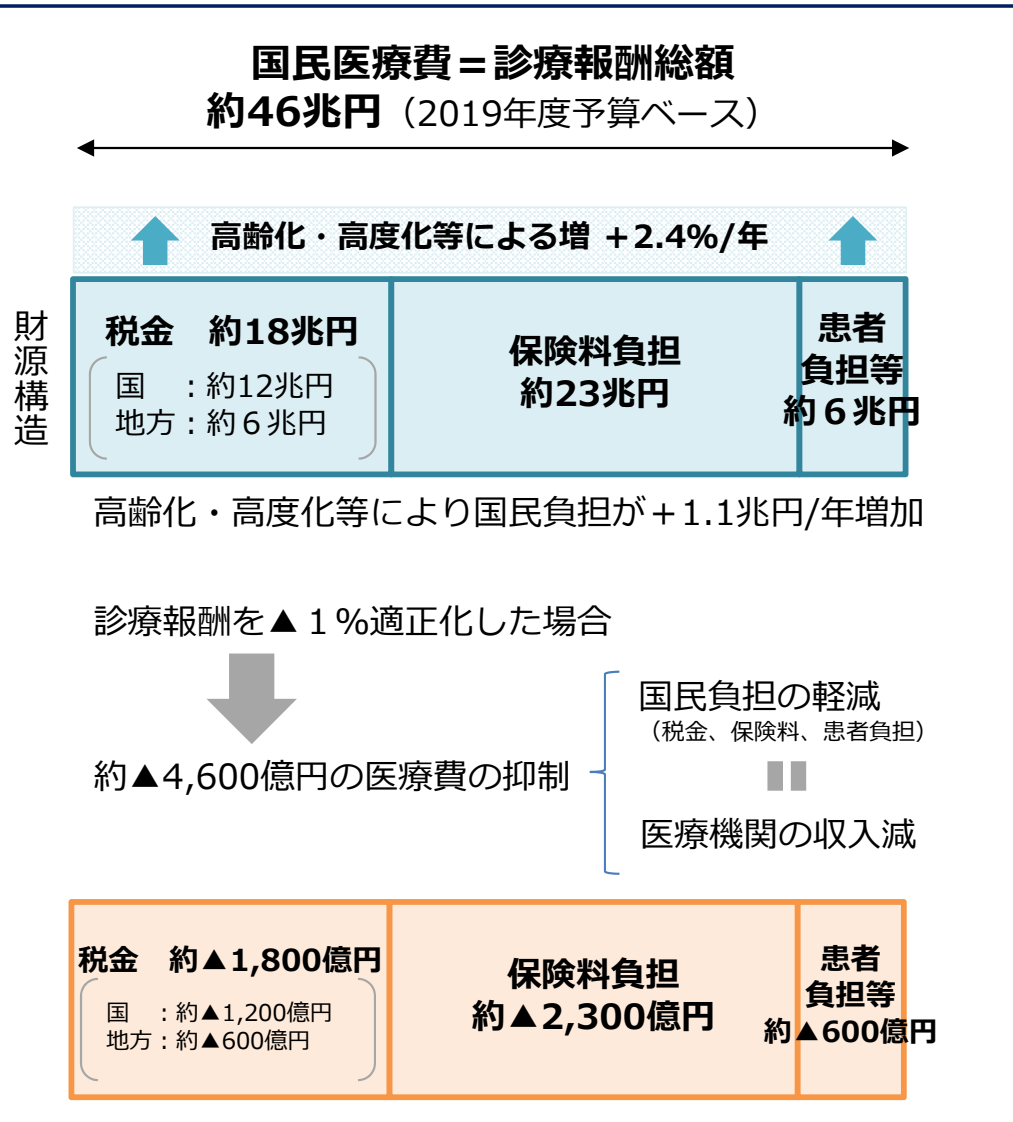 国民医療費＝診療報酬総額
約46兆円（2019年度予算ベース）
高齢化・高度化等による増 ＋2.4%/年
財源構造
税金　約18兆円
国　：約12兆円
地方：約６兆円
保険料負担
約23兆円
患者
負担等
約６兆円
高齢化・高度化等により国民負担が＋1.1兆円/年増加
診療報酬を▲１%適正化した場合
約▲4,600億円の医療費の抑制
国民負担の軽減
（税金、保険料、患者負担）
医療機関の収入減
税金　約▲1,800億円
国　：約▲1,200億円
地方：約▲600億円
保険料負担
約▲2,300億円
患者
負担等
約▲600億円